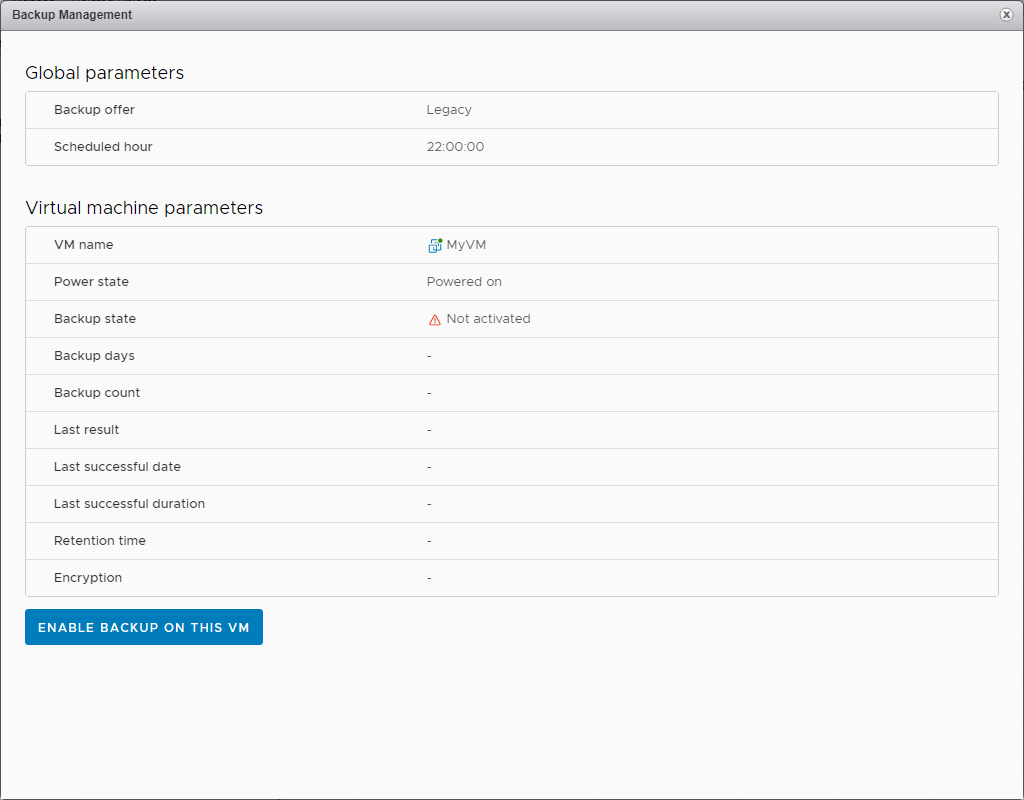 Backup Management
Global parameters
Backup offer Legacy
Scheduled hour 22:00:00
Virtual machine parameters
VM name MyVM
Power state Powered on
Backup state Not activated
Backup days -
Backup count -
Last result -
Last successful date -
Last successful duration -
Retention time -
Encryption -
ENABLE BACKUP ON THIS VM